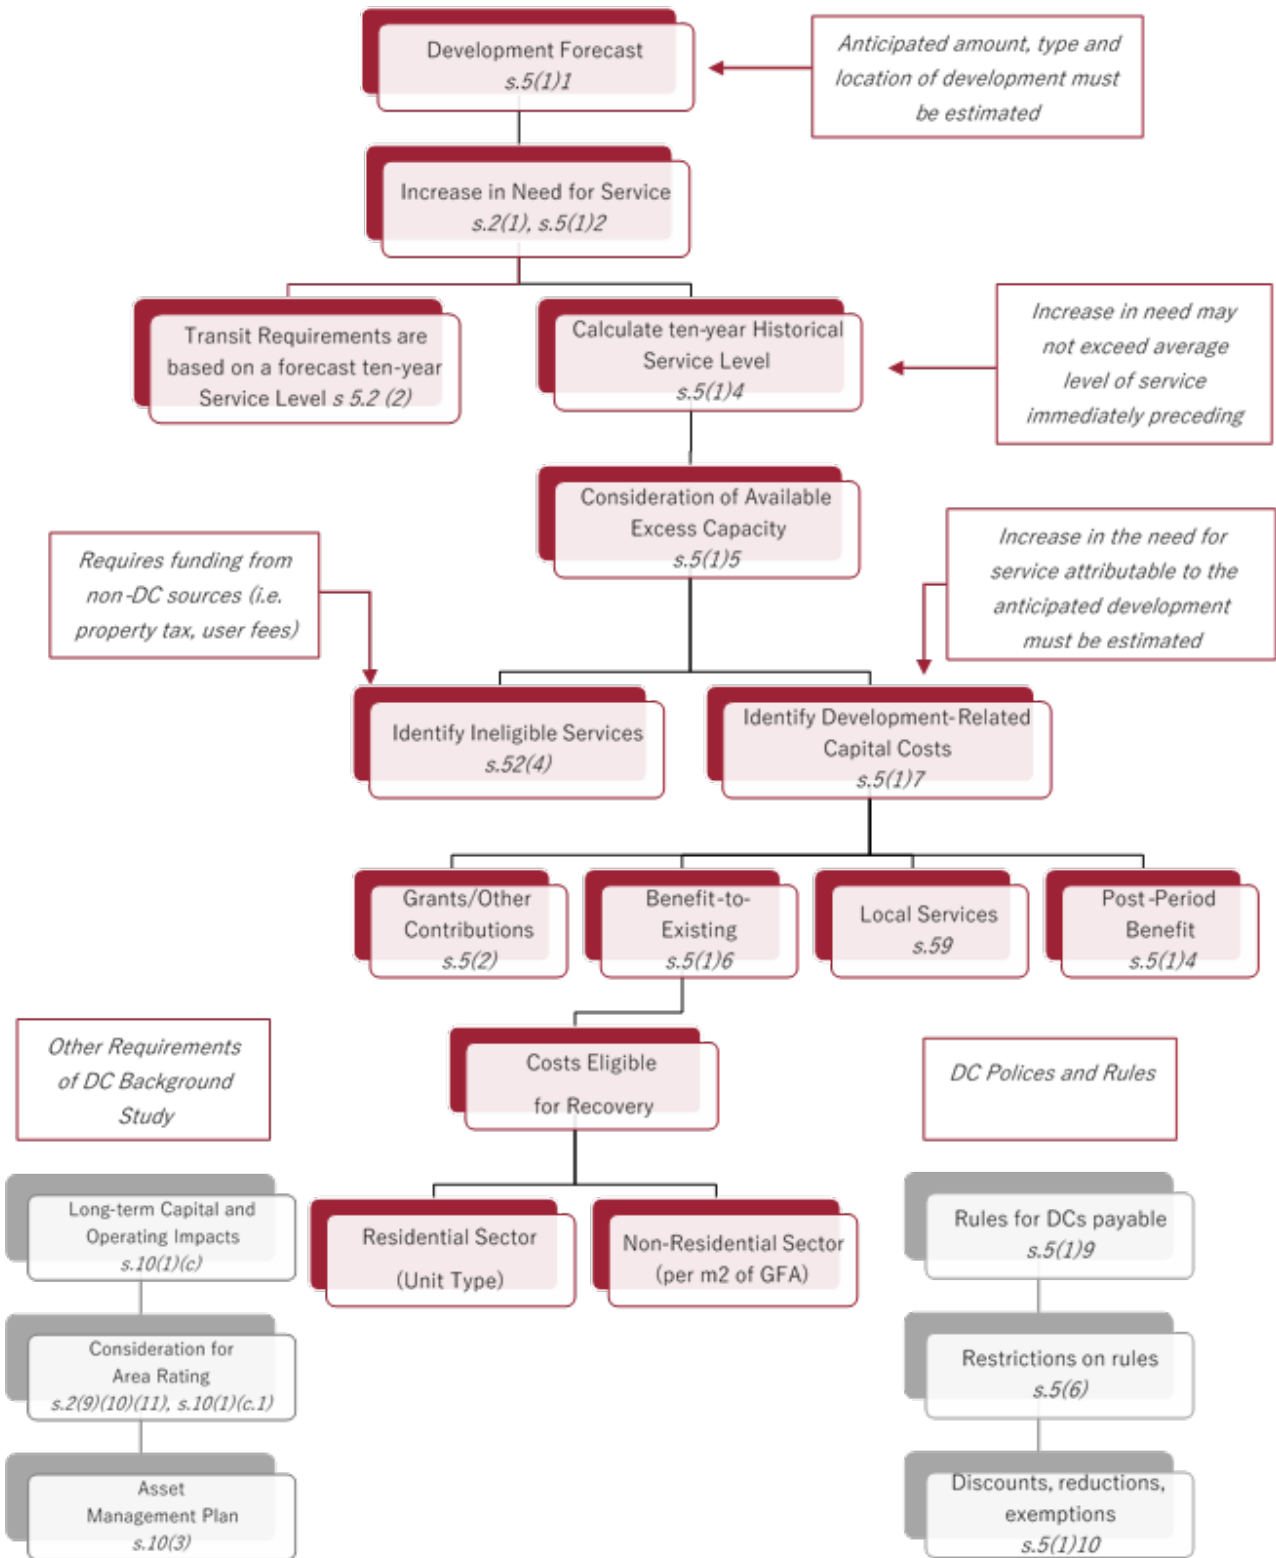 Development Forecast
s.5(1)1
Anticipated amount, type and
location of development must
be estimated
Increase in Need for Service
s.2(1), s.5(1)2
Transit Requirements are
based on a forecast ten-year
Service Level s 5.2 (2)
Calculate ten-year Historical
Service Level
s.5(1)4
Increase in need may
not exceed average
level of service
immediately preceding
Consideration of Available
Excess Capacity
s.5(1)5
Requires funding from
non-DC sources (i.e.
property tax, user fees)
Increase in the need for
service attributable to the
anticipated development
must be estimated
Identify Ineligible Services
s.52(4)
Identify Development-Related
Capital Costs
s.5(1)7
Grants/Other
Contributions
s.5(2)
Benefit-to-
Existing
s.5(1)6
Local Services
s.59
Post-Period
Benefit
s.5(1)4
Costs Eligible
for Recovery
Residential Sector
(Unit Type)
Non-Residential Sector
(per m2 of GFA)
Other Requirements
of DC Background
Study
Long-term Capital and
Operating Impacts
s.10(1)(c)
Consideration for
Area Rating
s.2(9)(10)(11), s.10(1)(c.1)
Asset
Management Plan
s.10(3)
DC Polices and Rules
Rules for DCs payable
s.5(1)9
Restrictions on rules
s.5(6)
Discounts, reductions,
exemptions
s.5(1)10